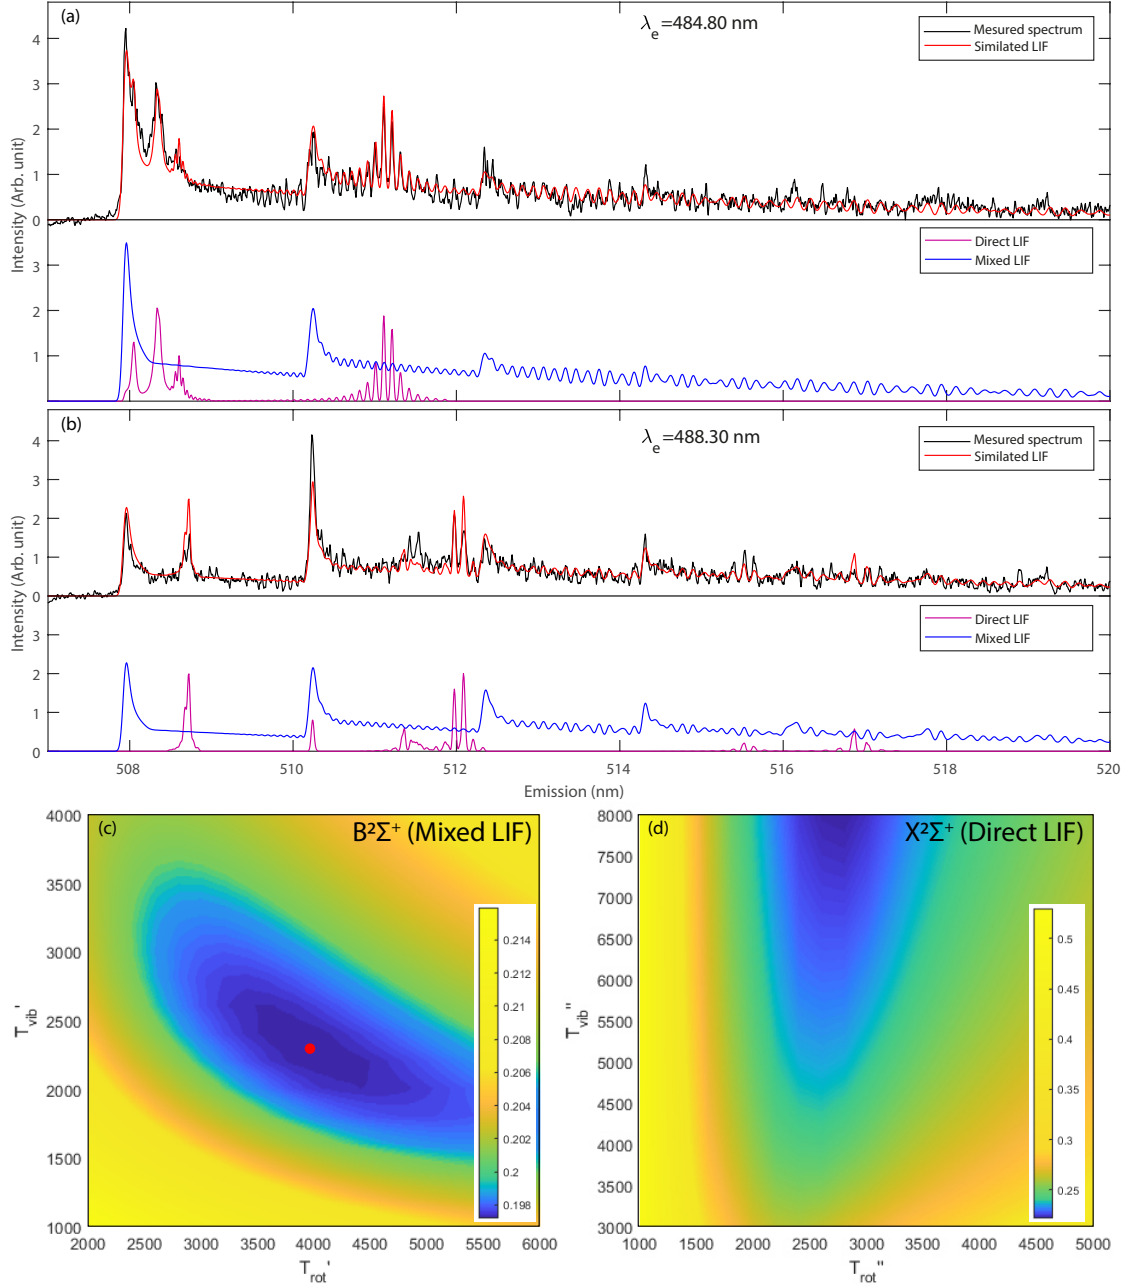 (a)
λe=484.80 nm
Mesured spectrum
Similated LIF
4
3
2
1
0
Intensity (Arb. unit)
Direct LIF
Mixed LIF
3
2
1
(b)
λe=488.30 nm
Mesured spectrum
Similated LIF
4
3
2
1
0
Intensity (Arb. unit)
Direct LIF
Mixed LIF
3
2
1
0
508 510 512 514 516 518 520
Emission (nm)
(c)
B²Σ⁺ (Mixed LIF)
4000
3500
3000
2500
2000
1500
1000
Tvib'
0.214
0.212
0.21
0.208
0.206
0.204
0.202
0.2
0.198
2000 2500 3000 3500 4000 4500 5000 5500 6000
Trot'
(d)
X²Σ⁺ (Direct LIF)
8000
7500
7000
6500
6000
5500
5000
4500
4000
3500
3000
Tvib"
0.5
0.45
0.4
0.35
0.3
0.25
1000 1500 2000 2500 3000 3500 4000 4500 5000
Trot"